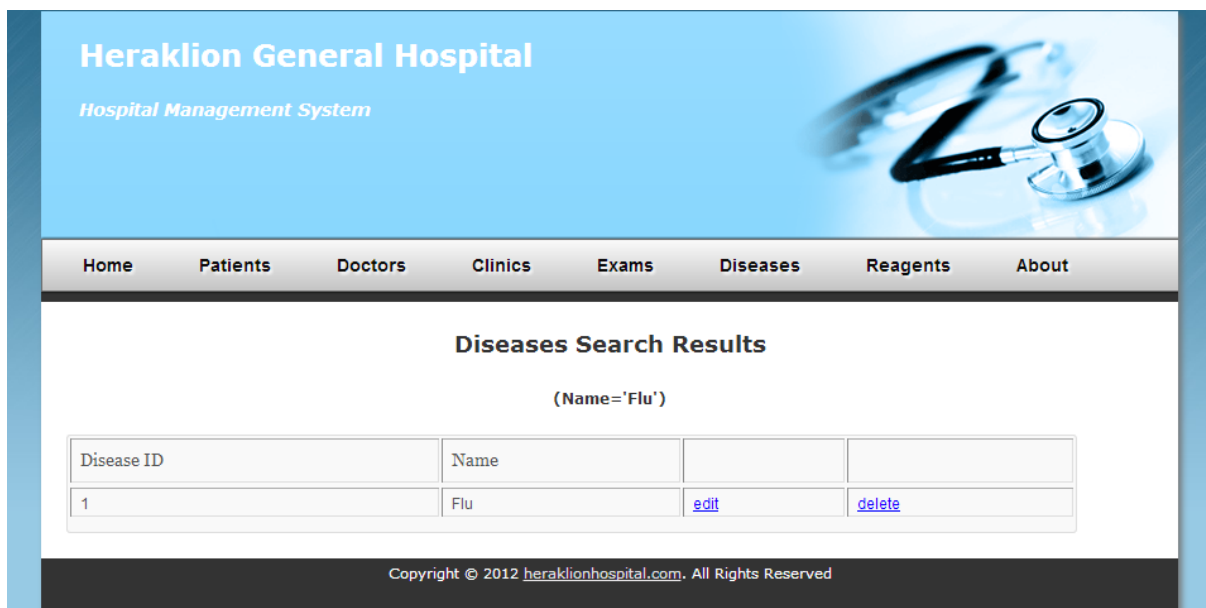 Heraklion General Hospital
Hospital Management System
Home Patients Doctors Clinics Exams Diseases Reagents About
Diseases Search Results
(Name='Flu')
Disease ID Name
1 Flu edit delete
Copyright © 2012 heraklionhospital.com. All Rights Reserved